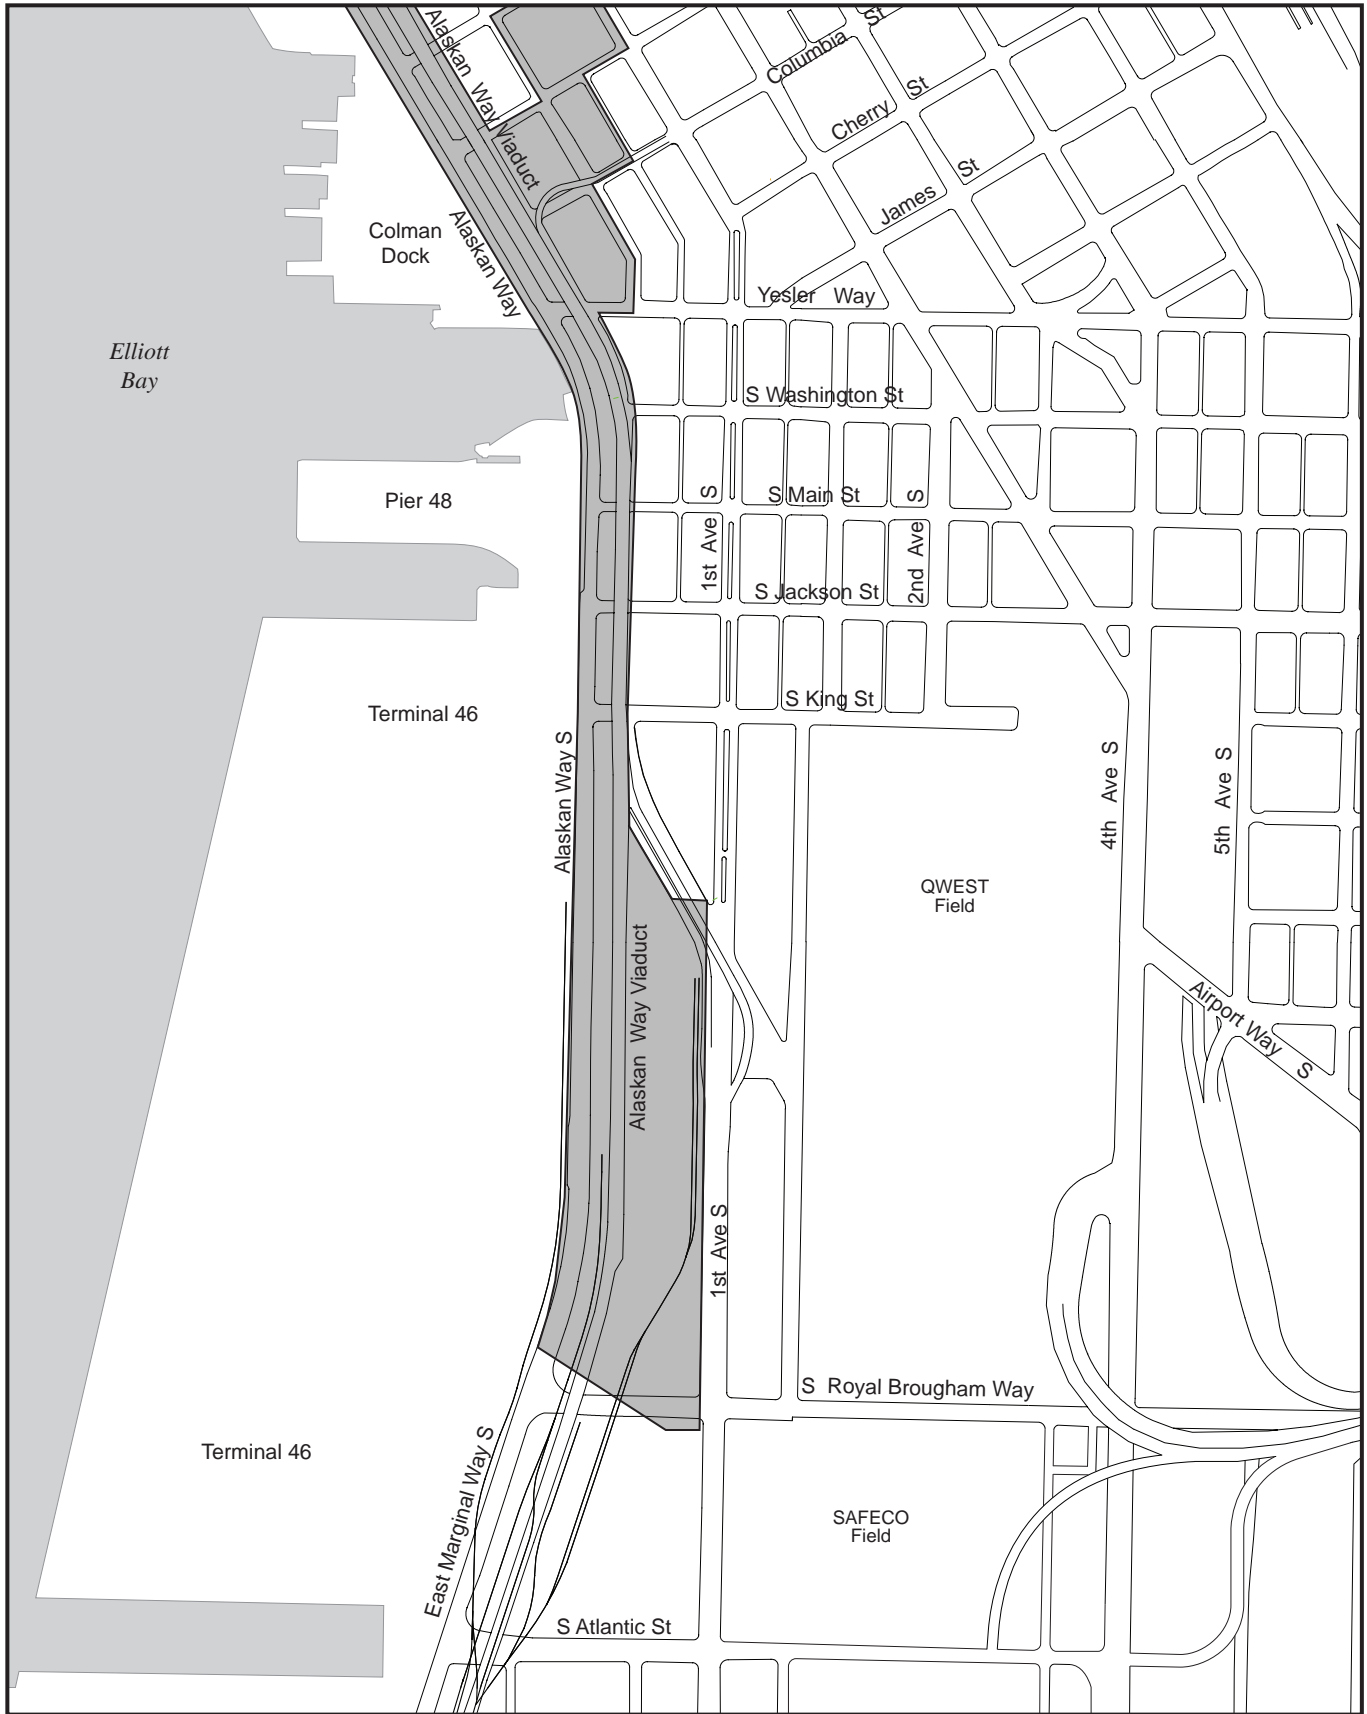 Alaskan Way Viaduct
Columbia St
Cherry St
James St
Colman
Dock
Alaskan Way
Yesler Way
Elliott
Bay
S Washington St
Pier 48
S Main St
1st Ave S
2nd Ave S
S Jackson St
S King St
Terminal 46
Alaskan Way S
4th Ave S
5th Ave S
QWEST
Field
Alaskan Way Viaduct
Airport Way S
1st Ave S
S Royal Brougham Way
Terminal 46
East Marginal Way S
SAFECO
Field
S Atlantic St